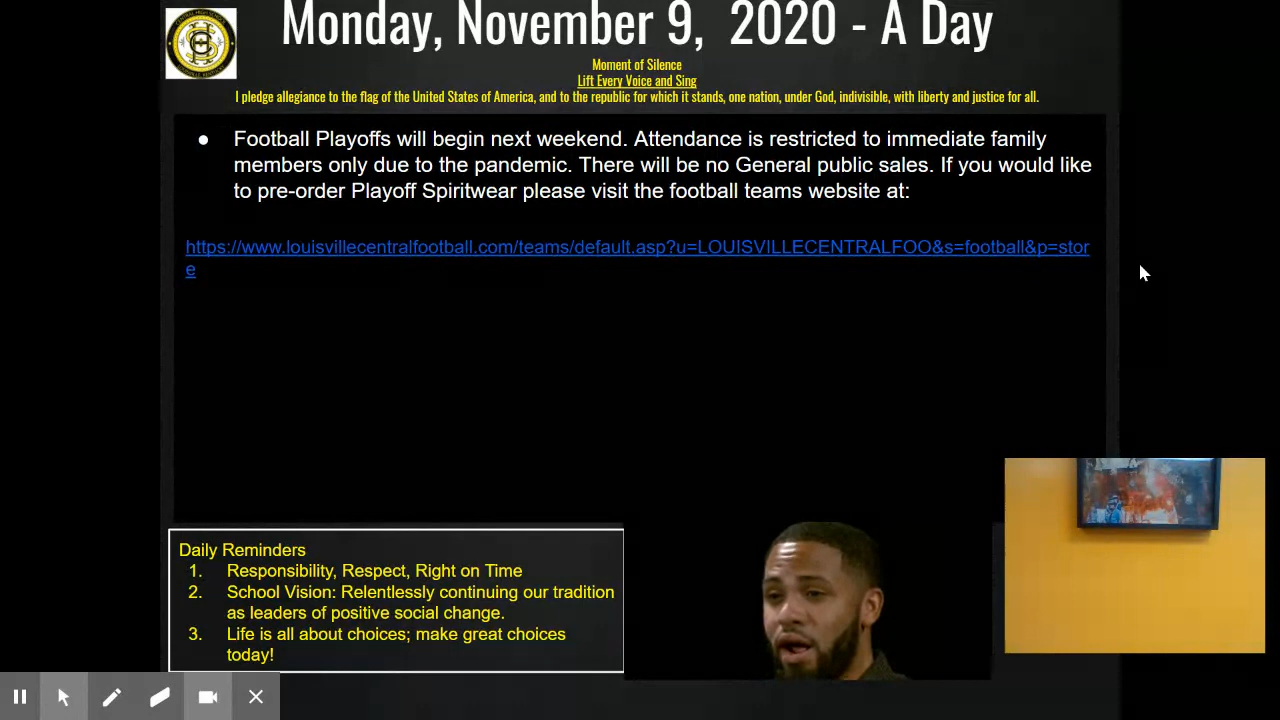 Monday, November 9, 2020 - A Day
Moment of Silence
Lift Every Voice and Sing
I pledge allegiance to the flag of the United States of America, and to the republic for which it stands, one nation, under God, indivisible, with liberty and justice for all.
● Football Playoffs will begin next weekend. Attendance is restricted to immediate family
members only due to the pandemic. There will be no General public sales. If you would like
to pre-order Playoff Spiritwear please visit the football teams website at:
https://www.louisvillecentralfootball.com/teams/default.asp?u=LOUISVILLECENTRALFOO&s=football&p=stor
e
Daily Reminders
1. Responsibility, Respect, Right on Time
2. School Vision: Relentlessly continuing our tradition
as leaders of positive social change.
3. Life is all about choices; make great choices
today!